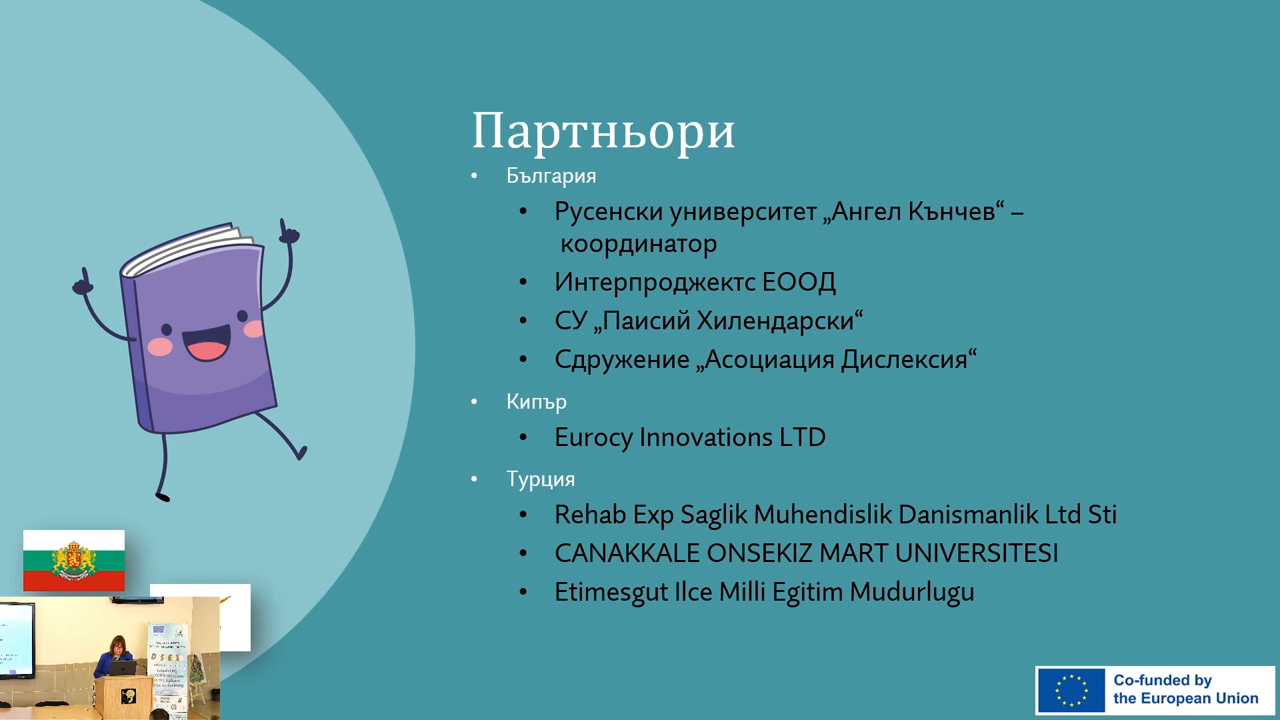 Партньори
• България
• Русенски университет „Ангел Кънчев“ –
координатор
• Интерпроджектс ЕООД
• СУ „Паисий Хилендарски“
• Сдружение „Асоциация Дислексия“
• Кипър
• Eurocy Innovations LTD
• Турция
• Rehab Exp Saglik Muhendislik Danismanlik Ltd Sti
• CANAKKALE ONSEKIZ MART UNIVERSITESI
• Etimesgut Ilce Milli Egitim Mudurlugu
Co-funded by
the European Union